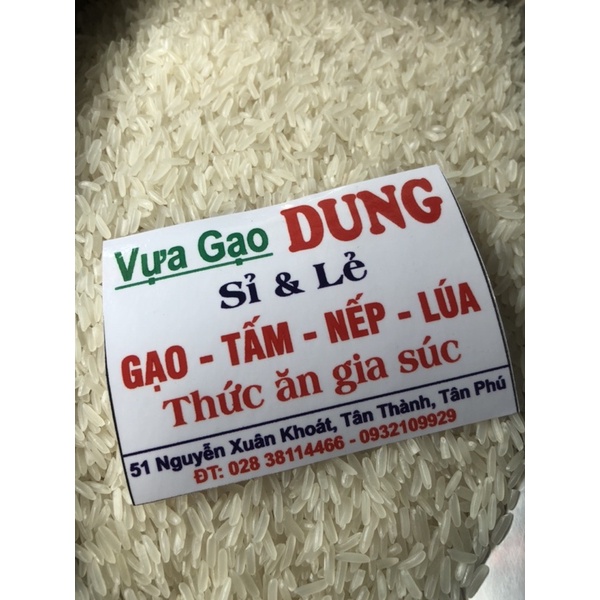 Vựa Gạo DUNG
Sỉ & Lẻ
GẠO - TẤM - NẾP - LÚA
Thức ăn gia súc
51 Nguyễn Xuân Khoát, Tân Thành, Tân Phú
ĐT: 028 38114466 - 0932109929